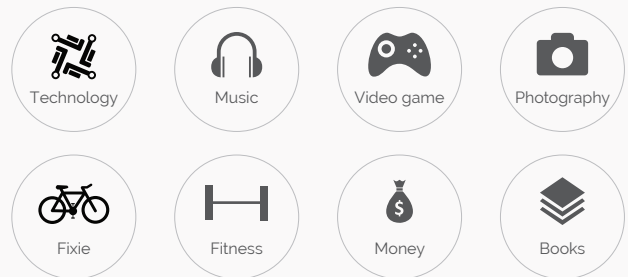 Technology
Music
Video game
Photography
$
Fixie
Fitness
Money
Books